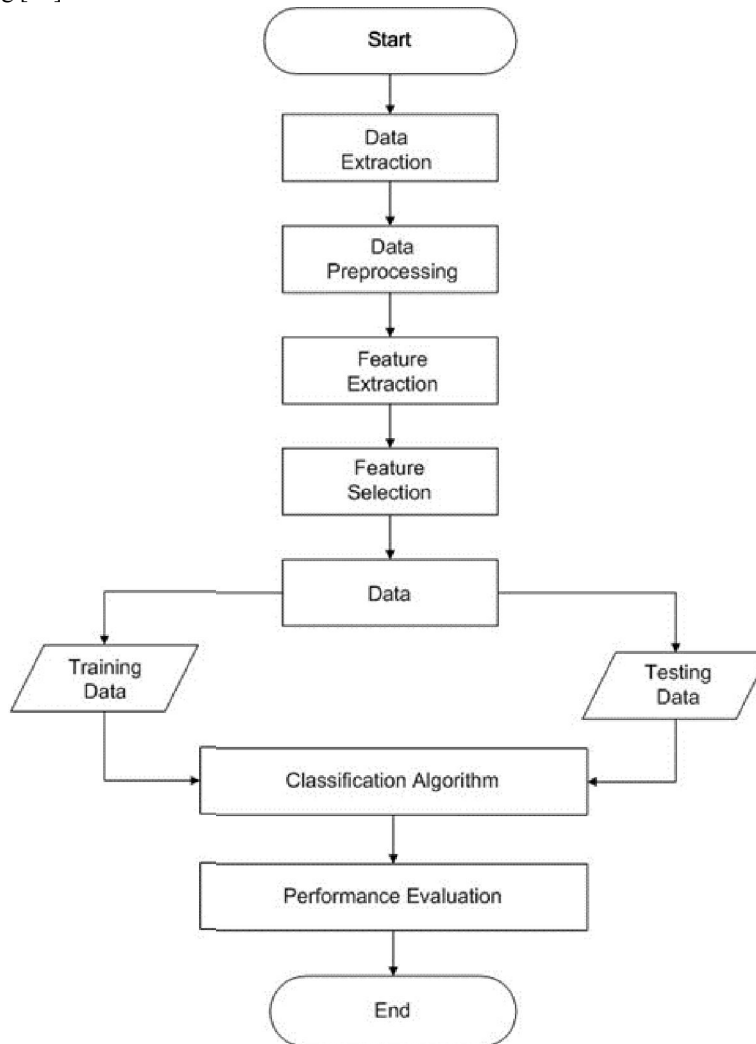 Start
Data
Extraction
Data
Preprocessing
Feature
Extraction
Feature
Selection
Data
Training
Data
Testing
Data
Classification Algorithm
Performance Evaluation
End